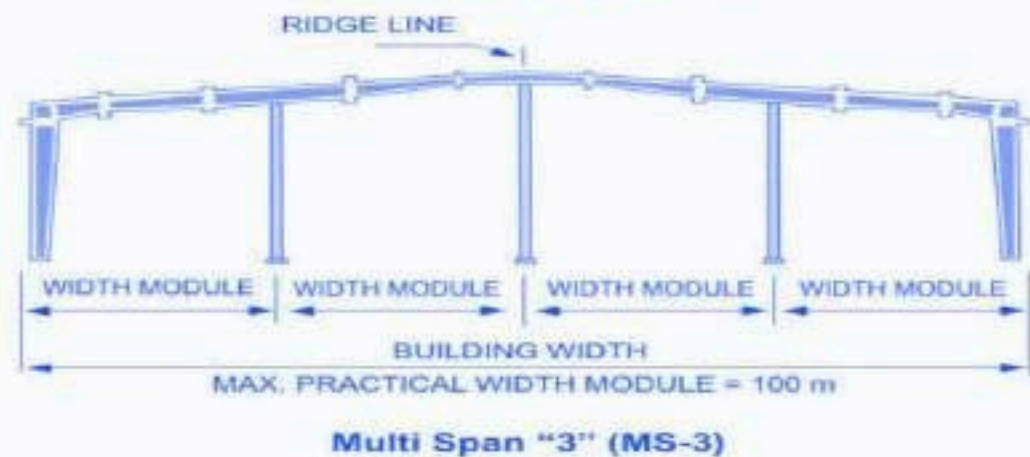 RIDGE LINE
WIDTH MODULE WIDTH MODULE WIDTH MODULE WIDTH MODULE
BUILDING WIDTH
MAX. PRACTICAL WIDTH MODULE = 100 m
Multi Span “3” (MS-3)